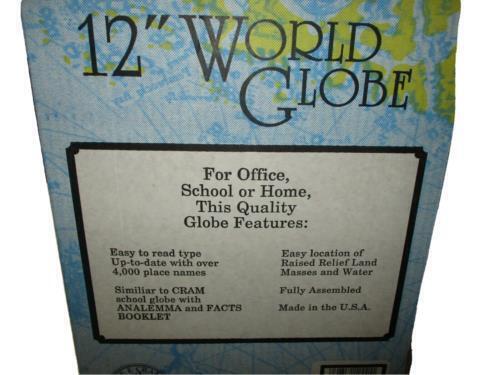 12" WORLD
GLOBE
For Office,
School or Home,
This Quality
Globe Features:
Easy to read type
Up-to-date with over
4,000 place names
Similiar to CRAM
school globe with
ANALEMMA and FACTS
BOOKLET
Easy location of
Raised Relief Land
Masses and Water
Fully Assembled
Made in the U.S.A.